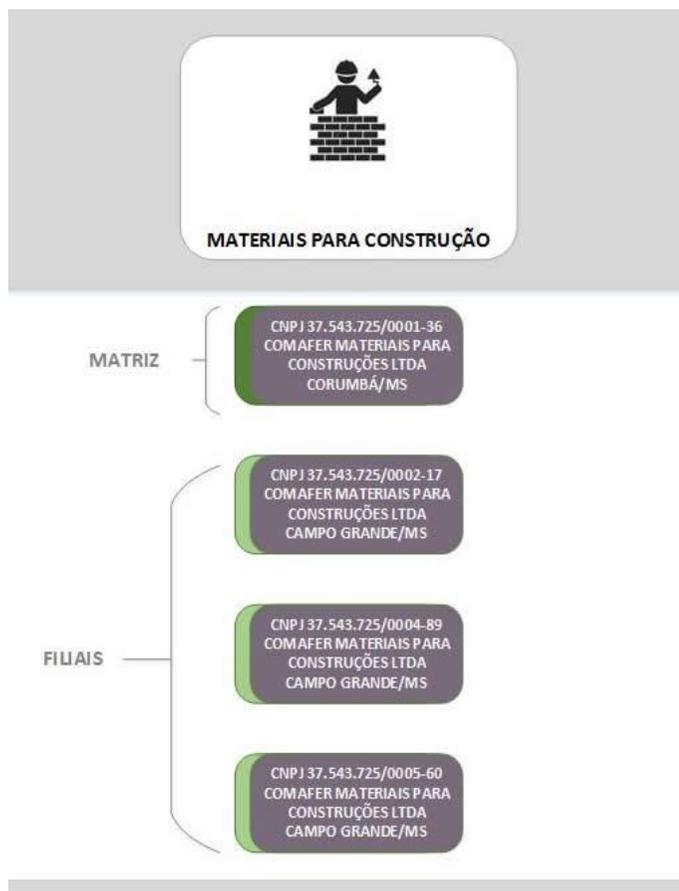 MATERIAIS PARA CONSTRUÇÃO
MATRIZ
CNPJ 37.543.725/0001-36
COMAFER MATERIAIS PARA
CONSTRUÇÕES LTDA
CORUMBÁ/MS
FILIAIS
CNPJ 37.543.725/0002-17
COMAFER MATERIAIS PARA
CONSTRUÇÕES LTDA
CAMPO GRANDE/MS
CNPJ 37.543.725/0004-89
COMAFER MATERIAIS PARA
CONSTRUÇÕES LTDA
CAMPO GRANDE/MS
CNPJ 37.543.725/0005-60
COMAFER MATERIAIS PARA
CONSTRUÇÕES LTDA
CAMPO GRANDE/MS